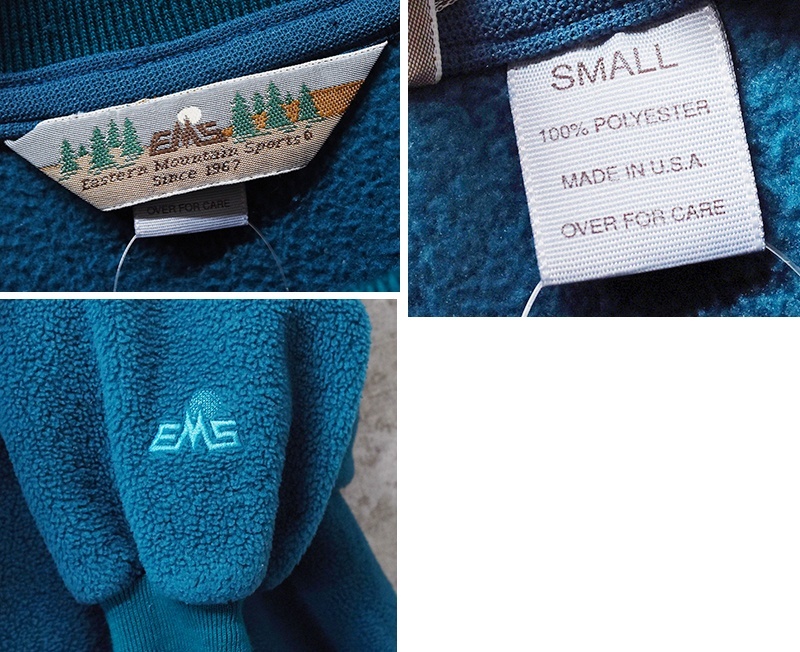 EMS
Eastern Mountain Sports®
Since 1967
OVER FOR CARE
SMALL
100% POLYESTER
MADE IN U.S.A.
OVER FOR CARE
EMS